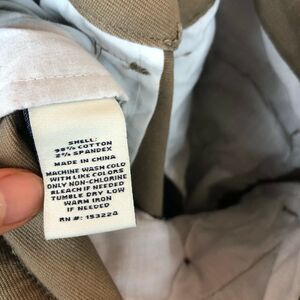 SHELL:
98% COTTON
2% SPANDEX
MADE IN CHINA
MACHINE WASH COLD
WITH LIKE COLORS
ONLY NON-CHLORINE
BLEACH IF NEEDED
TUMBLE DRY LOW
WARM IRON
IF NEEDED
RN #: 153224